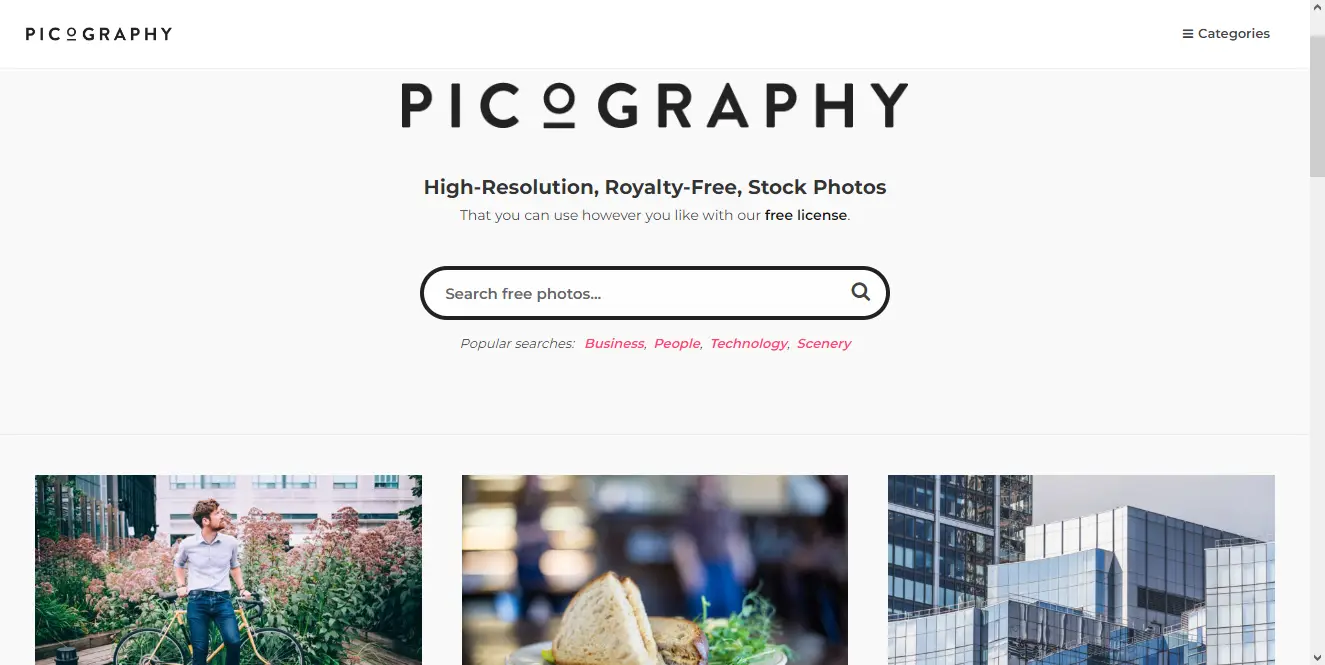 PICOGRAPHY
≡ Categories
PICOGRAPHY
High-Resolution, Royalty-Free, Stock Photos
That you can use however you like with our free license.
Search free photos...
Popular searches: Business, People, Technology, Scenery